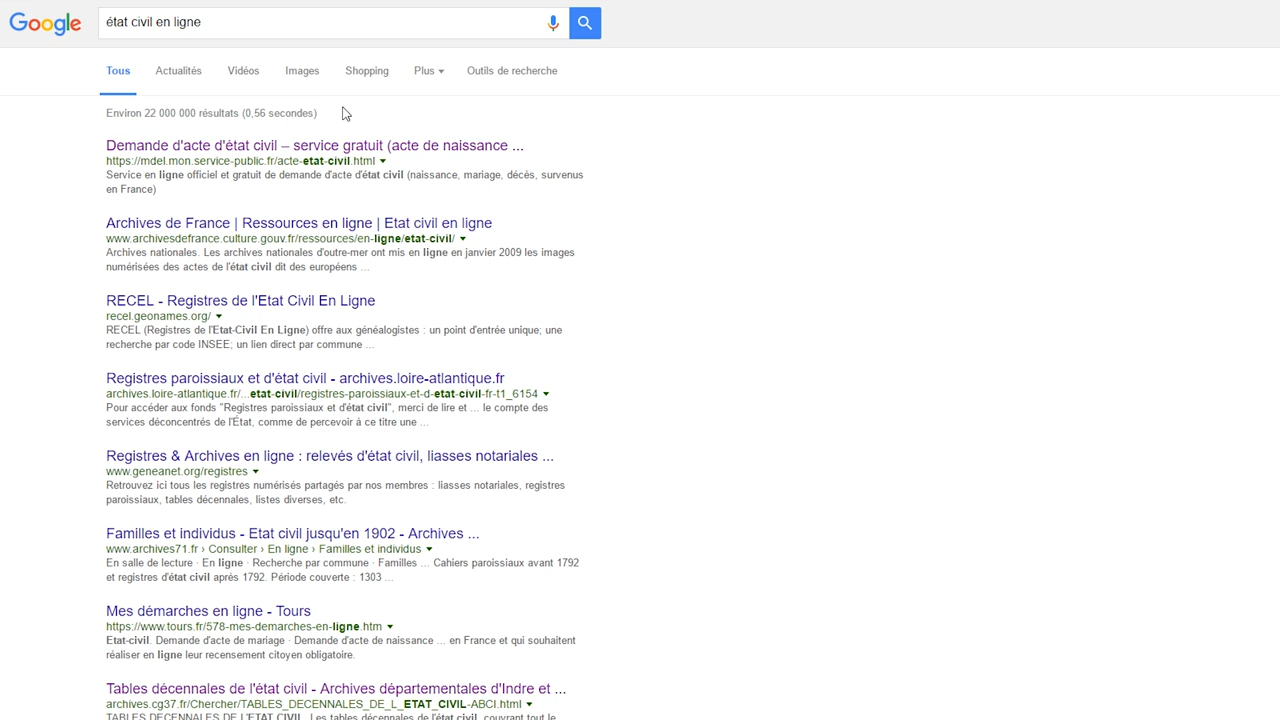 Google
état civil en ligne
Tous Actualités Vidéos Images Shopping Plus Outils de recherche
Environ 22 000 000 résultats (0,56 secondes)
Demande d'acte d'état civil – service gratuit (acte de naissance ...
https://mdel.mon.service-public.fr/acte-etat-civil.html
Service en ligne officiel et gratuit de demande d'acte d'état civil (naissance, mariage, décès, survenus
en France)
Archives de France | Ressources en ligne | Etat civil en ligne
www.archivesdefrance.culture.gouv.fr/ressources/en-ligne/etat-civil/
Archives nationales. Les archives nationales d'outre-mer ont mis en ligne en janvier 2009 les images
numérisées des actes de l'état civil dit des européens ...
RECEL - Registres de l'Etat Civil En Ligne
recel.geonames.org/
RECEL (Registres de l'Etat-Civil En Ligne) offre aux généalogistes : un point d'entrée unique; une
recherche par code INSEE; un lien direct par commune ...
Registres paroissiaux et d'état civil - archives.loire-atlantique.fr
archives.loire-atlantique.fr/...etat-civil/registres-paroissiaux-et-d-etat-civil-fr-t1_6154
Pour accéder aux fonds "Registres paroissiaux et d'état civil", merci de lire et ... le compte des
services déconcentrés de l'État, comme de percevoir à ce titre une ...
Registres & Archives en ligne : relevés d'état civil, liasses notariales ...
www.geneanet.org/registres
Retrouvez ici tous les registres numérisés partagés par nos membres : liasses notariales, registres
paroissiaux, tables décennales, listes diverses, etc.
Familles et individus - Etat civil jusqu'en 1902 - Archives ...
www.archives71.fr › Consulter › En ligne › Familles et individus
En salle de lecture · En ligne · Recherche par commune · Familles ... Cahiers paroissiaux avant 1792
et registres d'état civil après 1792. Période couverte : 1303 ...
Mes démarches en ligne - Tours
https://www.tours.fr/578-mes-demarches-en-ligne.htm
Etat-civil. Demande d'acte de mariage · Demande d'acte de naissance ... en France et qui souhaitent
réaliser en ligne leur recensement citoyen obligatoire.
Tables décennales de l'état civil - Archives départementales d'Indre et ...
archives.cg37.fr/Chercher/TABLES_DECENNALES_DE_L_ETAT_CIVIL-ABCI.html
TABLES DECENNALES DE L'ETAT CIVIL. Les tables décennales de l'état civil, couvrant tout le